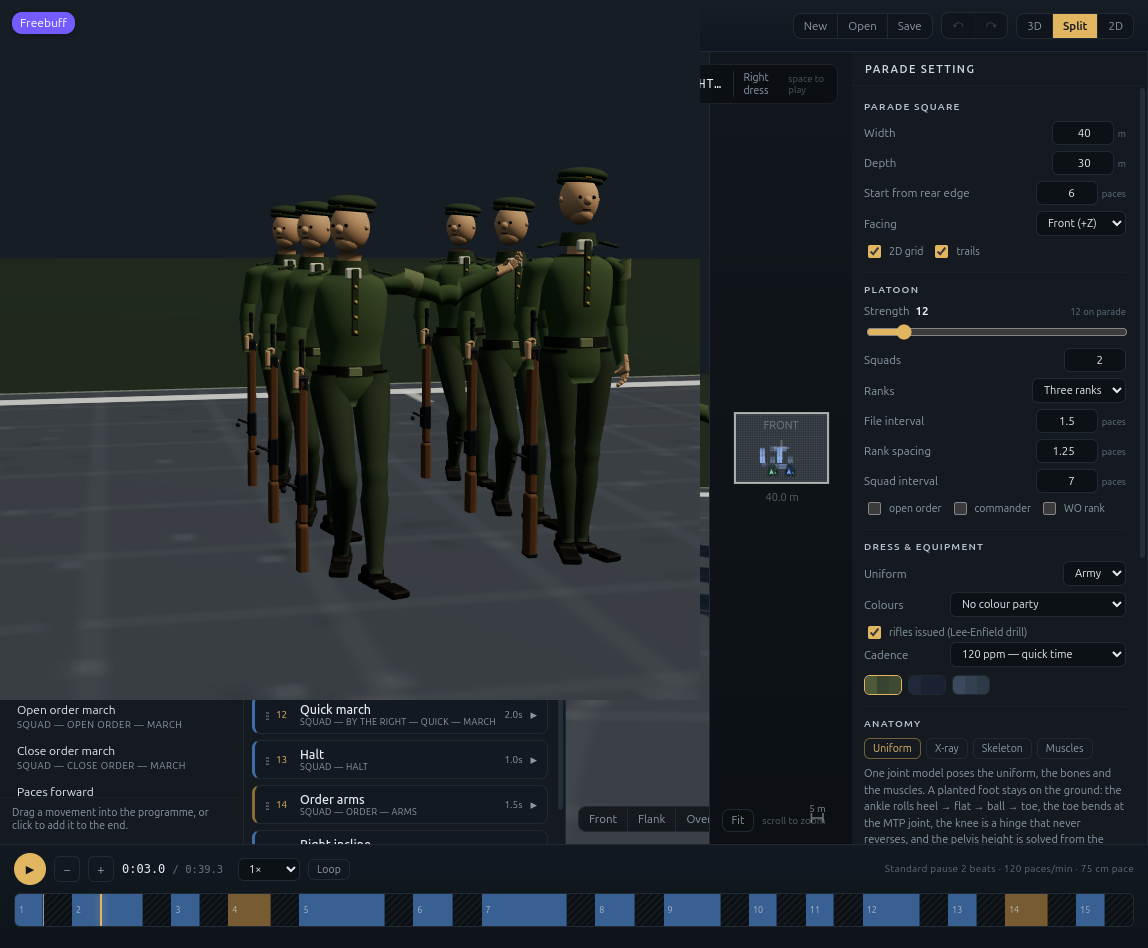 Freebuff
New Open Save 3D Split 2D
HT… Right dress space to play
PARADE SETTING
PARADE SQUARE
Width 40 m
Depth 30 m
Start from rear edge 6 paces
Facing Front (+Z)
2D grid trails
PLATOON
Strength 12 12 on parade
Squads 2
Ranks Three ranks
File interval 1.5 paces
Rank spacing 1.25 paces
Squad interval 7 paces
open order commander WO rank
DRESS & EQUIPMENT
Uniform Army
Colours No colour party
rifles issued (Lee-Enfield drill)
Cadence 120 ppm — quick time
ANATOMY
Uniform X-ray Skeleton Muscles
One joint model poses the uniform, the bones and
the muscles. A planted foot stays on the ground: the
ankle rolls heel → flat → ball → toe, the toe bends at
the MTP joint, the knee is a hinge that never
reverses, and the pelvis height is solved from the
FRONT
40.0 m
5 m
Fit scroll to zoom
Open order march
SQUAD — OPEN ORDER — MARCH
Close order march
SQUAD — CLOSE ORDER — MARCH
Paces forward
Drag a movement into the programme, or
click to add it to the end.
12 Quick march 2.0s ▶
SQUAD — BY THE RIGHT — QUICK — MARCH
13 Halt 1.0s ▶
SQUAD — HALT
14 Order arms 1.5s ▶
SQUAD — ORDER — ARMS
Right incline
Front Flank Over
▶ − + 0:03.0 / 0:39.3 1× Loop
Standard pause 2 beats · 120 paces/min · 75 cm pace
1 2 3 4 5 6 7 8 9 10 11 12 13 14 15